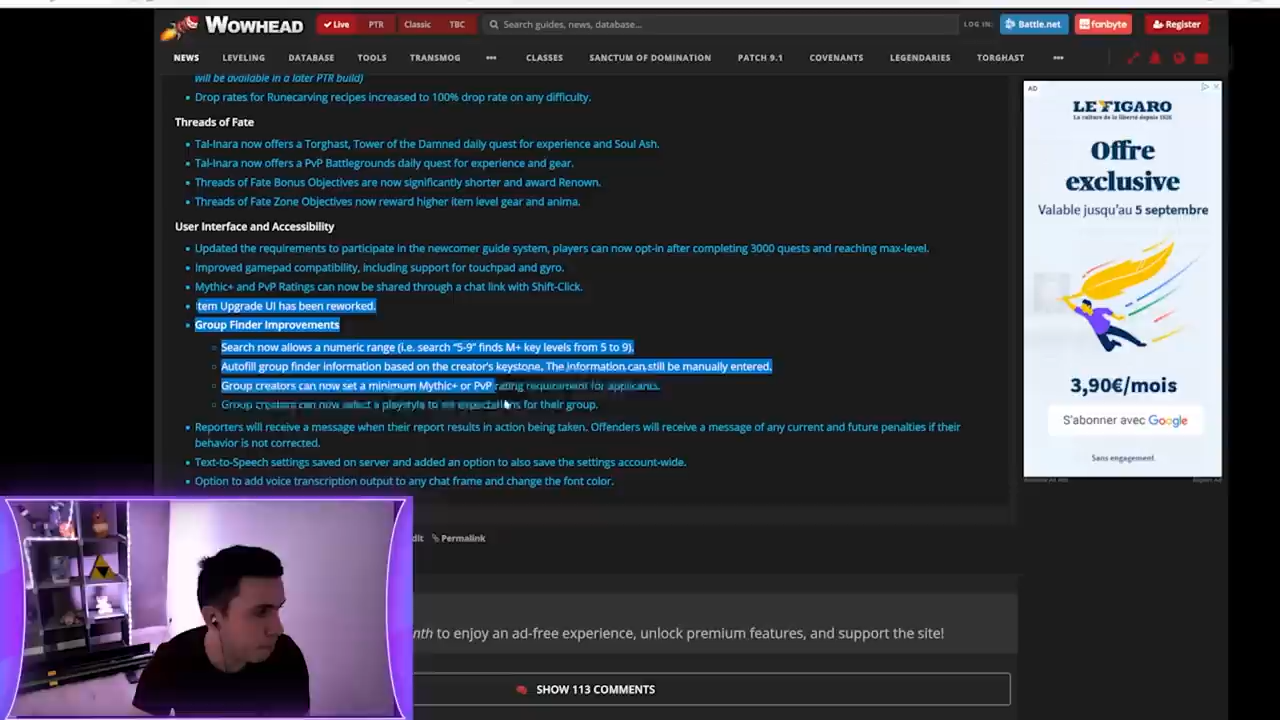 WOWHEAD
Live PTR Classic TBC
Search guides, news, database...
LOG IN: Battle.net fanbyte Register
NEWS LEVELING DATABASE TOOLS TRANSMOG ••• CLASSES SANCTUM OF DOMINATION PATCH 9.1 COVENANTS LEGENDARIES TORGHAST •••
will be available in a later PTR build)
• Drop rates for Runecarving recipes increased to 100% drop rate on any difficulty.
Threads of Fate
• Tal-Inara now offers a Torghast, Tower of the Damned daily quest for experience and Soul Ash.
• Tal-Inara now offers a PvP Battlegrounds daily quest for experience and gear.
• Threads of Fate Bonus Objectives are now significantly shorter and award Renown.
• Threads of Fate Zone Objectives now reward higher item level gear and anima.
User Interface and Accessibility
• Updated the requirements to participate in the newcomer guide system, players can now opt-in after completing 3000 quests and reaching max-level.
• Improved gamepad compatibility, including support for touchpad and gyro.
• Mythic+ and PvP Ratings can now be shared through a chat link with Shift-Click.
• Item Upgrade UI has been reworked.
• Group Finder Improvements
Search now allows a numeric range (i.e. search "5-9" finds M+ key levels from 5 to 9).
Autofill group finder information based on the creator's keystone. The information can still be manually entered.
Group creators can now set a minimum Mythic+ or PvP rating requirement for applicants.
Group creators can now select a playstyle to set expectations for their group.
• Reporters will receive a message when their report results in action being taken. Offenders will receive a message of any current and future penalties if their
behavior is not corrected.
• Text-to-Speech settings saved on server and added an option to also save the settings account-wide.
• Option to add voice transcription output to any chat frame and change the font color.
dit Permalink
nth to enjoy an ad-free experience, unlock premium features, and support the site!
SHOW 113 COMMENTS
AD
LE FIGARO
La culture de la liberté depuis 1826
Offre
exclusive
Valable jusqu'au 5 septembre
3,90€/mois
S'abonner avec Google
Sans engagement.